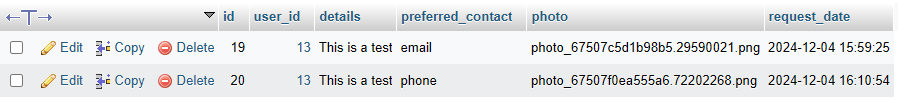 ←T→ id user_id details preferred_contact photo request_date
Edit Copy Delete 19 13 This is a test email photo_67507c5d1b98b5.29590021.png 2024-12-04 15:59:25
Edit Copy Delete 20 13 This is a test phone photo_67507f0ea555a6.72202268.png 2024-12-04 16:10:54